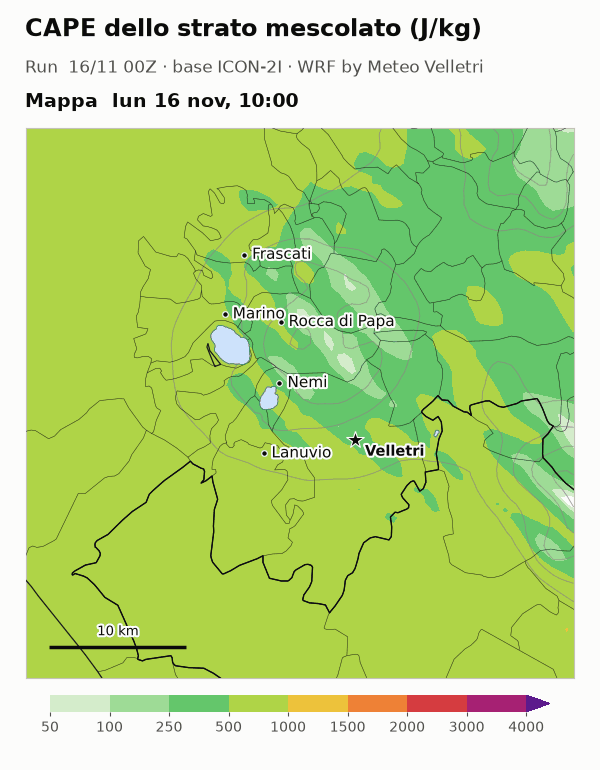 CAPE dello strato mescolato (J/kg)
Run  16/11 00Z · base ICON-2I · WRF by Meteo Velletri
Mappa  lun 16 nov, 10:00
Frascati
Marino
Rocca di Papa
Nemi
Velletri
Lanuvio
10 km
50 100 250 500 1000 1500 2000 3000 4000